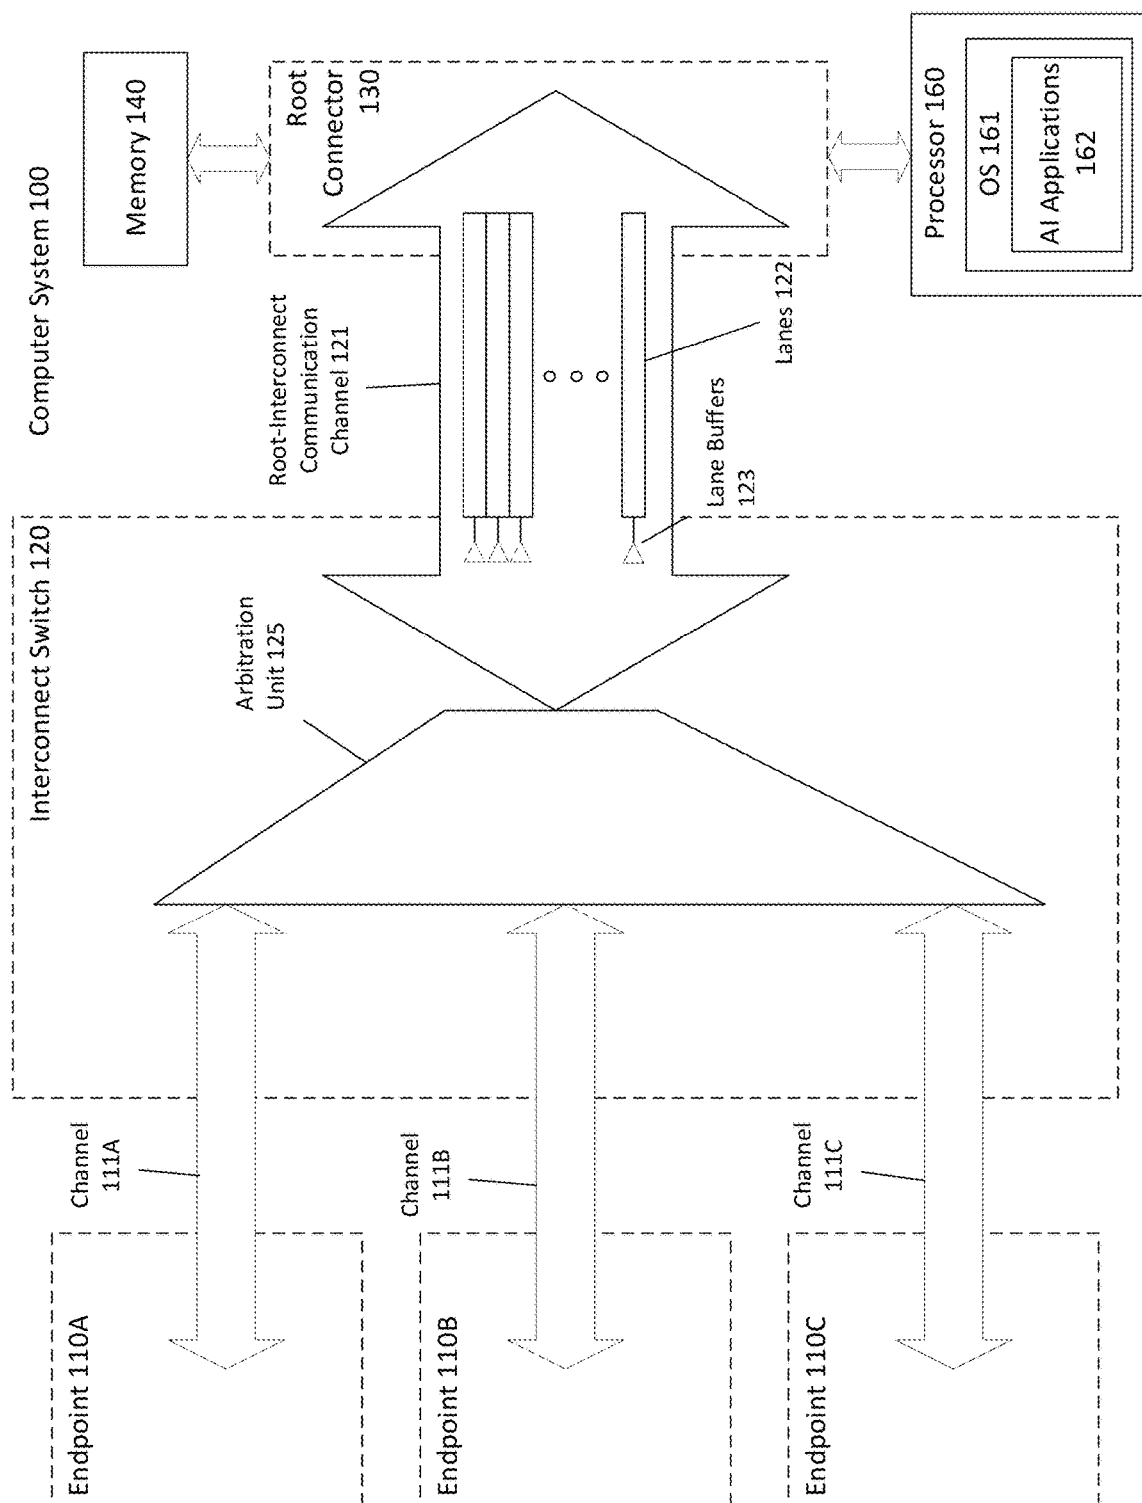 Computer System 100
Memory 140
Root
Connector
130
Processor 160
OS 161
AI Applications
162
Root-Interconnect
Communication
Channel 121
Lanes 122
Lane Buffers
123
Interconnect Switch 120
Arbitration
Unit 125
Channel
111A
Channel
111B
Channel
111C
Endpoint 110A
Endpoint 110B
Endpoint 110C